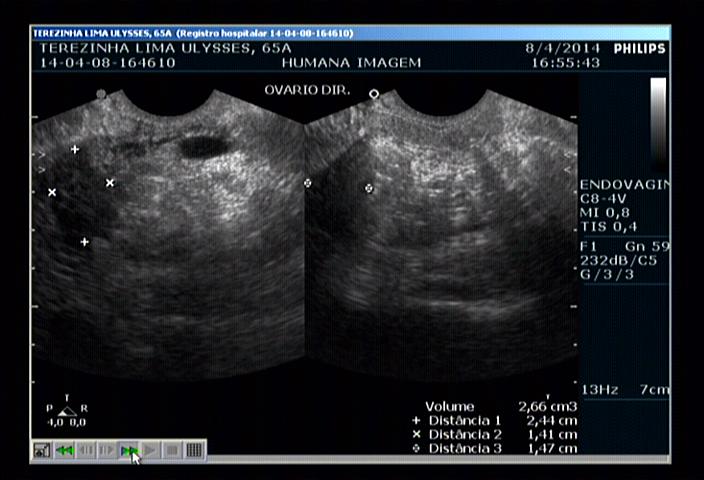 TEREZINHA LIMA ULYSSES, 65A (Registro hospitalar 14-04-08-164610)
TEREZINHA LIMA ULYSSES, 65A 8/4/2014 PHILIPS
14-04-08-164610 HUMANA IMAGEM 16:55:43
OVARIO DIR.
ENDOVAGIN
C8-4V
MI 0,8
TIS 0,4
F1 Gn 59
232dB/C5
G/3/3
13Hz 7cm
T
P R
4,0 0,0
Volume 2,66 cm3
+ Distância 1 2,44 cm
× Distância 2 1,41 cm
Distância 3 1,47 cm